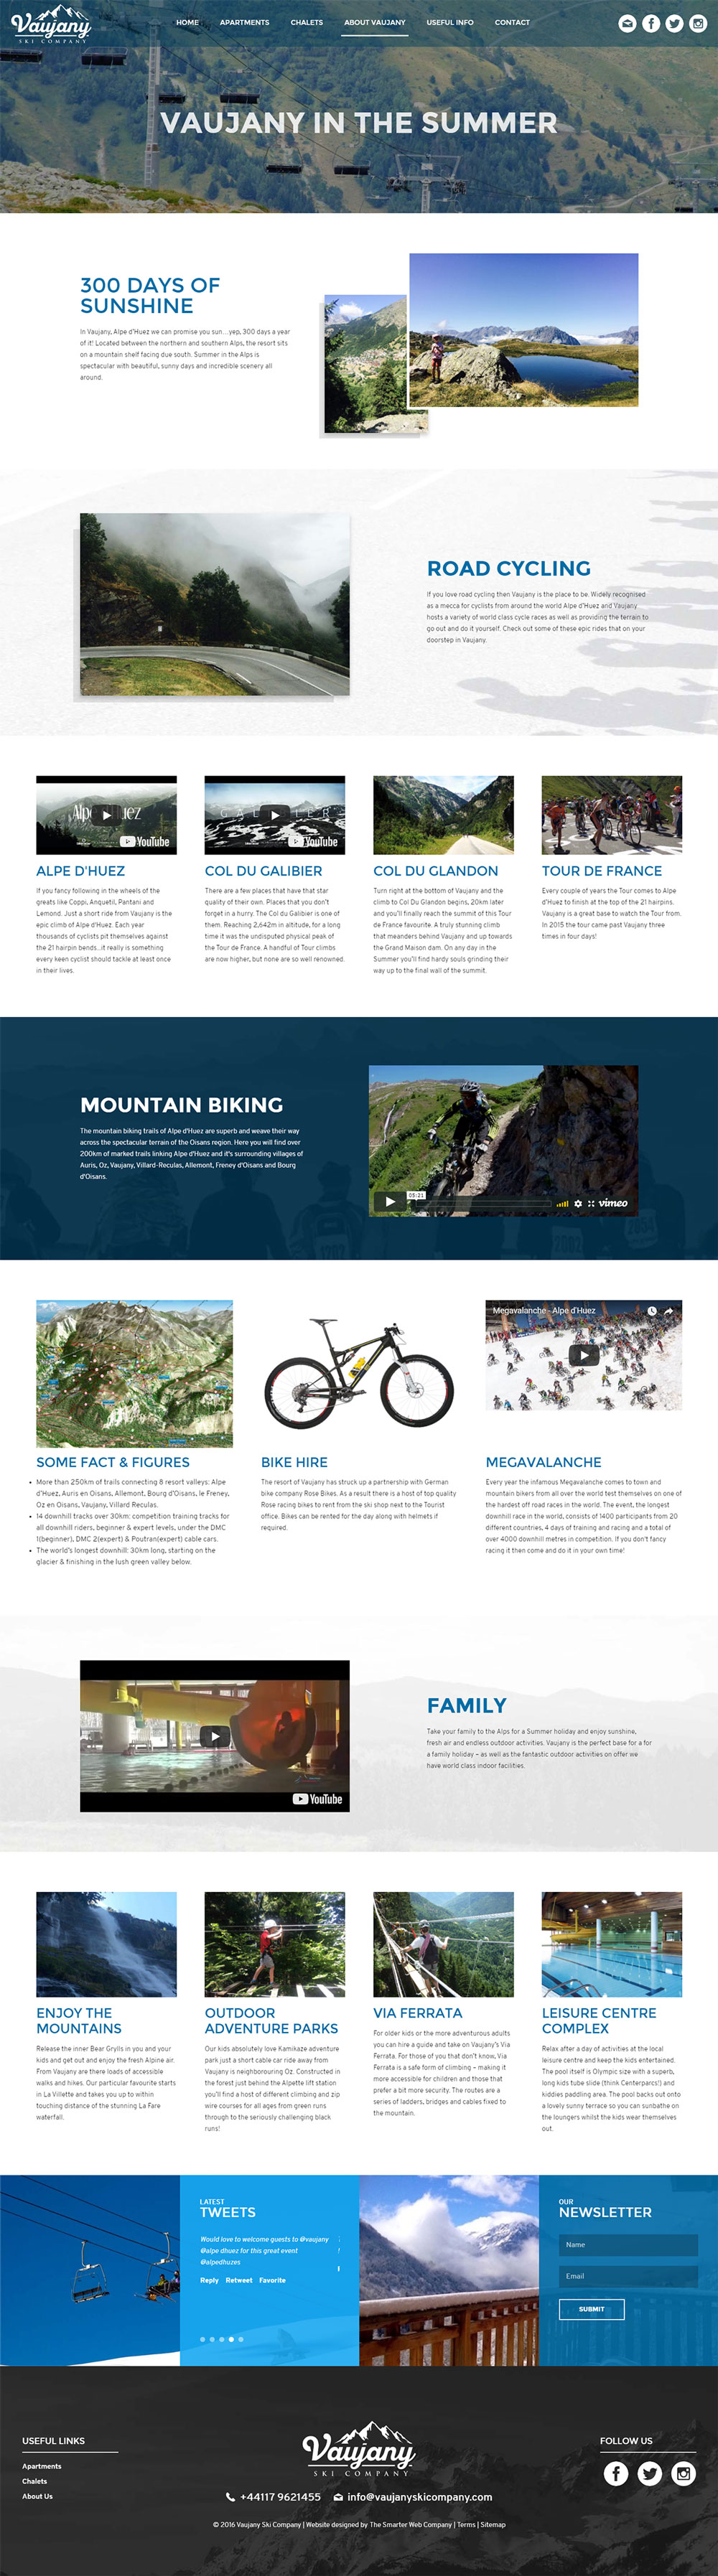 Vaujany
SKI COMPANY
HOME
APARTMENTS
CHALETS
ABOUT VAUJANY
USEFUL INFO
CONTACT
VAUJANY IN THE SUMMER
300 DAYS OF
SUNSHINE
In Vaujany, Alpe d'Huez we can promise you sun... yep, 300 days a year
of it! Located between the northern and southern Alps, the resort sits
on a mountain shelf facing due south. Summer in the Alps is
spectacular with beautiful, sunny days and incredible scenery all
around.
ROAD CYCLING
If you love road cycling then Vaujany is the place to be. Widely recognised
as a mecca for cyclists from around the world Alpe d'Huez and Vaujany
hosts a variety of world class cycle races as well as providing the terrain to
go out and do it yourself. Check out some of these epic rides that on your
doorstep in Vaujany.
YouTube
ALPE D'HUEZ
If you fancy following in the wheels of the
greats like Coppi, Anquetil, Pantani and
Lemond. Just a short ride from Vaujany is the
epic climb of Alpe d'Huez. Each year
thousands of cyclists pit themselves against
the 21 hairpin bends...it really is something
every keen cyclist should tackle at least once
in their lives.
YouTube
COL DU GALIBIER
There are a few places that have that star
quality of their own. Places that you don't
forget in a hurry. The Col du Galibier is one of
them. Reaching 2,642m in altitude, for a long
time it was the undisputed physical peak of
the Tour de France. A handful of Tour climbs
are now higher, but none are so well renowned.
COL DU GLANDON
Turn right at the bottom of Vaujany and the
climb to Col Du Glandon begins, 20km later
and you'll finally reach the summit of this Tour
de France favourite. A truly stunning climb
that meanders behind Vaujany and up towards
the Grand Maison dam. On any day in the
Summer you'll find hardy souls grinding their
way up to the final wall of the summit.
TOUR DE FRANCE
Every couple of years the Tour comes to Alpe
d'Huez to finish at the top of the 21 hairpins.
Vaujany is a great base to watch the Tour from.
In 2015 the tour came past Vaujany three
times in four days!
MOUNTAIN BIKING
The mountain biking trails of Alpe d'Huez are superb and weave their way
across the spectacular terrain of the Oisans region. Here you will find over
200km of marked trails linking Alpe d'Huez and it's surrounding villages of
Auris, Oz, Vaujany, Villard-Reculas, Allemont, Freney d'Oisans and Bourg
d'Oisans.
05:21
vimeo
SOME FACT & FIGURES
• More than 250km of trails connecting 8 resort valleys: Alpe
d'Huez, Auris en Oisans, Allemont, Bourg d'Oisans, le Freney,
Oz en Oisans, Vaujany, Villard Reculas.
• 14 downhill tracks over 30km: competition training tracks for
all downhill riders, beginner & expert levels, under the DMC
1(beginner), DMC 2(expert) & Poutran(expert) cable cars.
• The world's longest downhill: 30km long, starting on the
glacier & finishing in the lush green valley below.
BIKE HIRE
The resort of Vaujany has struck up a partnership with German
bike company Rose Bikes. As a result there is a host of top quality
Rose racing bikes to rent from the ski shop next to the Tourist
office. Bikes can be rented for the day along with helmets if
required.
Megavalanche - Alpe d'Huez
MEGAVALANCHE
Every year the infamous Megavalanche comes to town and
mountain bikers from all over the world test themselves on one of
the hardest off road races in the world. The event, the longest
downhill race in the world, consists of 1400 participants from 20
different countries, 4 days of training and racing and a total of
over 4000 downhill metres in competition. If you don't fancy
racing it then come and do it in your own time!
YouTube
FAMILY
Take your family to the Alps for a Summer holiday and enjoy sunshine,
fresh air and endless outdoor activities. Vaujany is the perfect base for a for
a family holiday – as well as the fantastic outdoor activities on offer we
have world class indoor facilities.
ENJOY THE
MOUNTAINS
Release the inner Bear Grylls in you and your
kids and get out and enjoy the fresh Alpine air.
From Vaujany there are loads of accessible
walks and hikes. Our particular favourite starts
in La Villette and takes you up to within
touching distance of the stunning La Fare
waterfall.
OUTDOOR
ADVENTURE PARKS
Our kids absolutely love Kamikaze adventure
park just a short cable car ride away from
Vaujany is neighbouring Oz. Constructed in
the forest just behind the Alpette lift station
you'll find a host of different climbing and zip
wire courses for all ages from green runs
through to the seriously challenging black
runs!
VIA FERRATA
For older kids or the more adventurous adults
you can hire a guide and take on Vaujany's Via
Ferrata. For those of you that don't know, Via
Ferrata is a safe form of climbing – making it
more accessible for children and those that
prefer a bit more security. The routes are a
series of ladders, bridges and cables fixed to
the mountain.
LEISURE CENTRE
COMPLEX
Relax after a day of activities at the local
leisure centre and keep the kids entertained.
The pool itself is Olympic size with a superb,
long kids tube slide (think Centerparcs!) and
kiddies paddling area. The pool backs out onto
a lovely sunny terrace so you can sunbathe on
the loungers whilst the kids wear themselves
out.
LATEST
TWEETS
Would love to welcome guests to @vaujany
@alpe dhuez for this great event
@alpedhuzes
Reply Retweet Favorite
OUR
NEWSLETTER
Name
Email
SUBMIT
USEFUL LINKS
Apartments
Chalets
About Us
Vaujany
SKI COMPANY
+44117 9621455
info@vaujanyskicompany.com
FOLLOW US
© 2016 Vaujany Ski Company | Website designed by The Smarter Web Company | Terms | Sitemap